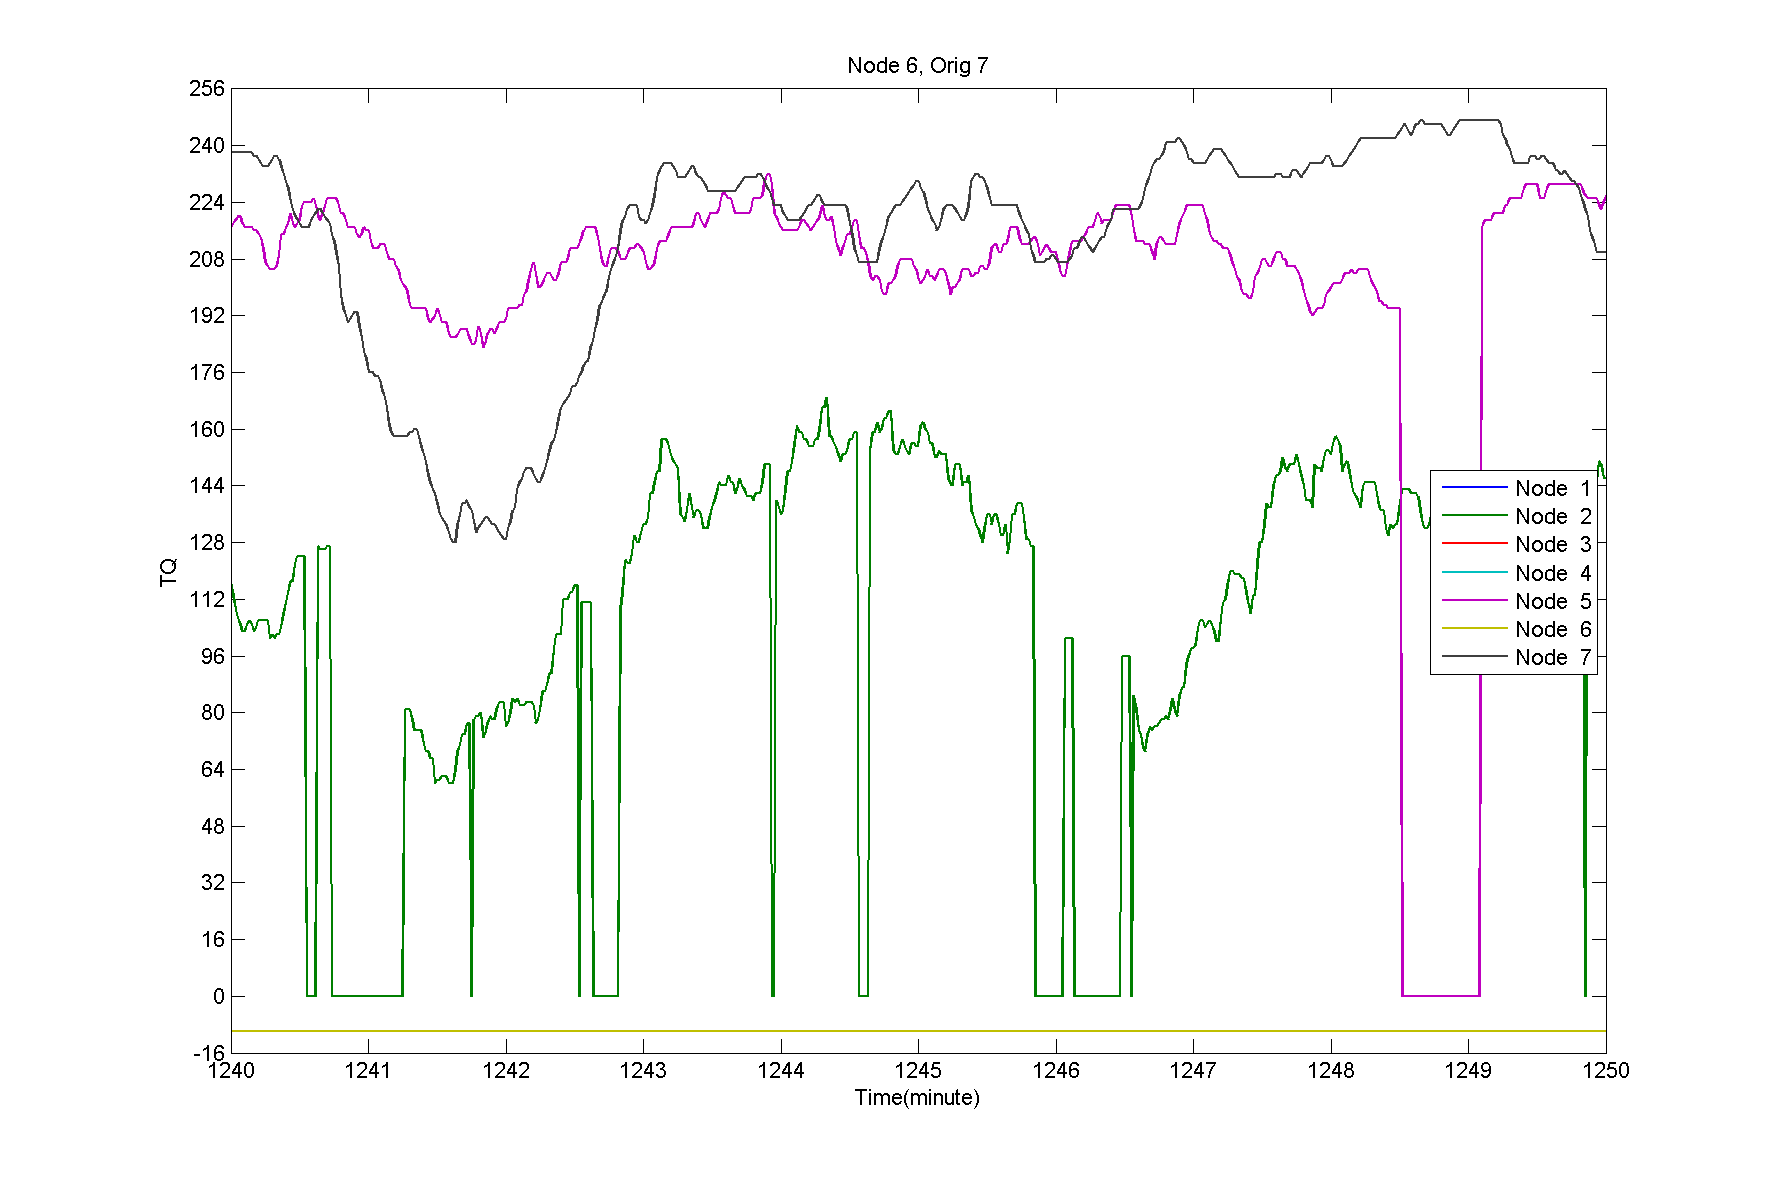 Node 6, Orig 7
256
240
224
208
192
176
160
144
128
112
96
80
64
48
32
16
0
-16
TQ
Node 1
Node 2
Node 3
Node 4
Node 5
Node 6
Node 7
1240 1241 1242 1243 1244 1245 1246 1247 1248 1249 1250
Time(minute)